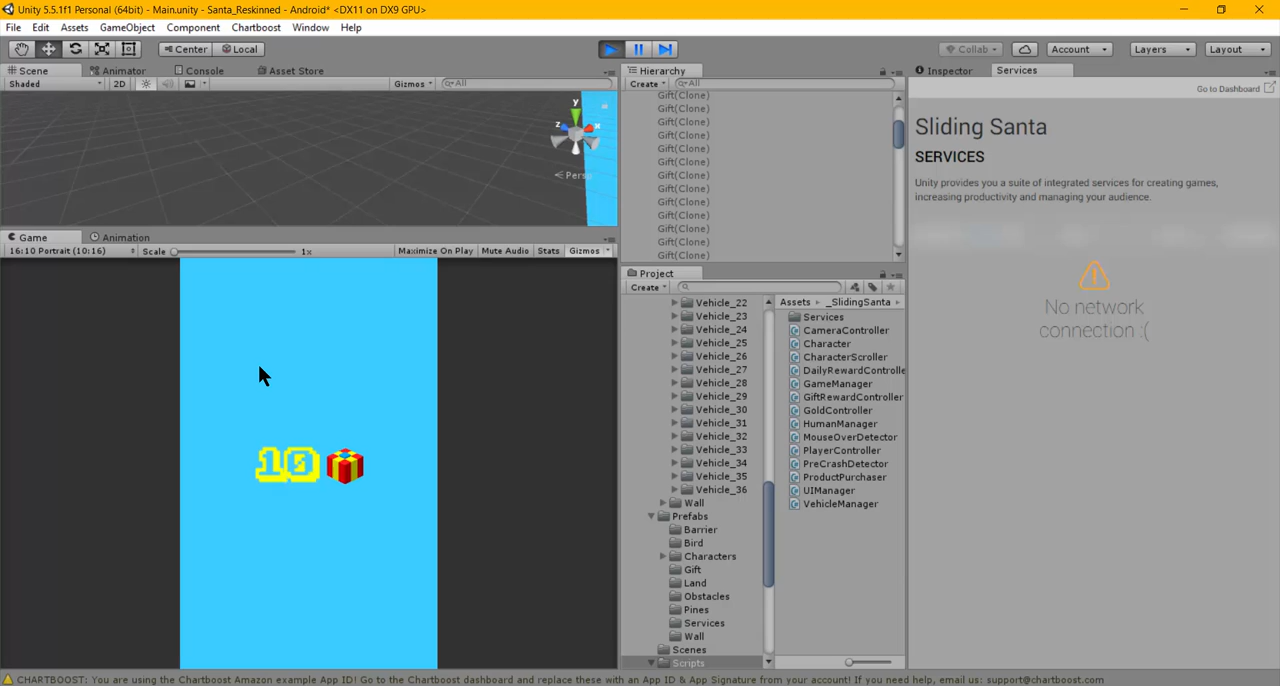 Unity 5.5.1f1 Personal (64bit) - Main.unity - Santa_Reskinned - Android* <DX11 on DX9 GPU>
File Edit Assets GameObject Component Chartboost Window Help
Center Local Collab Account Layers Layout
Scene Animator Console Asset Store
Shaded 2D Gizmos All
y
z x
Persp
Game Animation
16:10 Portrait (10:16) Scale 1x Maximize On Play Mute Audio Stats Gizmos
10
Hierarchy
Create All
Gift(Clone)
Gift(Clone)
Gift(Clone)
Gift(Clone)
Gift(Clone)
Gift(Clone)
Gift(Clone)
Gift(Clone)
Gift(Clone)
Gift(Clone)
Gift(Clone)
Gift(Clone)
Gift(Clone)
Project
Create
Vehicle_22
Vehicle_23
Vehicle_24
Vehicle_25
Vehicle_26
Vehicle_27
Vehicle_28
Vehicle_29
Vehicle_30
Vehicle_31
Vehicle_32
Vehicle_33
Vehicle_34
Vehicle_35
Vehicle_36
Wall
Prefabs
Barrier
Bird
Characters
Gift
Land
Obstacles
Pines
Services
Wall
Scenes
Scripts
Assets _SlidingSanta
Services
CameraController
Character
CharacterScroller
DailyRewardControlle
GameManager
GiftRewardController
GoldController
HumanManager
MouseOverDetector
PlayerController
PreCrashDetector
ProductPurchaser
UIManager
VehicleManager
Inspector Services
Go to Dashboard
Sliding Santa
SERVICES
Unity provides you a suite of integrated services for creating games,
increasing productivity and managing your audience.
No network
connection :(
CHARTBOOST: You are using the Chartboost Amazon example App ID! Go to the Chartboost dashboard and replace these with an App ID & App Signature from your account! If you need help, email us: support@chartboost.com